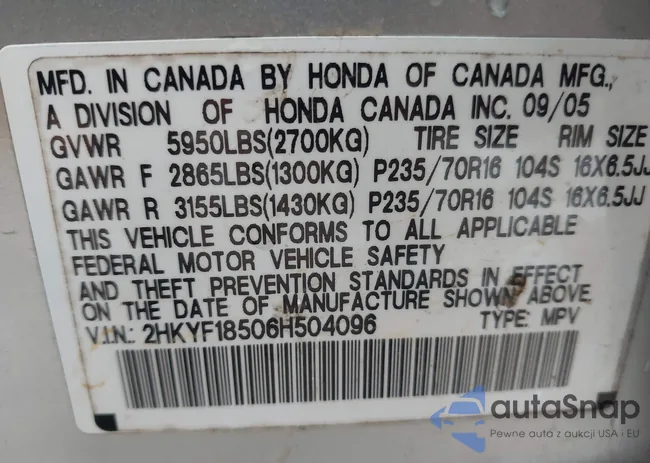 MFD. IN CANADA BY HONDA OF CANADA MFG.,
A DIVISION OF HONDA CANADA INC. 09/05
GVWR 5950LBS(2700KG) TIRE SIZE RIM SIZE
GAWR F 2865LBS(1300KG) P235/70R16 104S 16X6.5JJ
GAWR R 3155LBS(1430KG) P235/70R16 104S 16X6.5JJ
THIS VEHICLE CONFORMS TO ALL APPLICABLE
FEDERAL MOTOR VEHICLE SAFETY
AND THEFT PREVENTION STANDARDS IN EFFECT
ON THE DATE OF MANUFACTURE SHOWN ABOVE.
V.I.N.: 2HKYF18506H504096 TYPE: MPV
autaSnap
Pewne auta z aukcji USA i EU